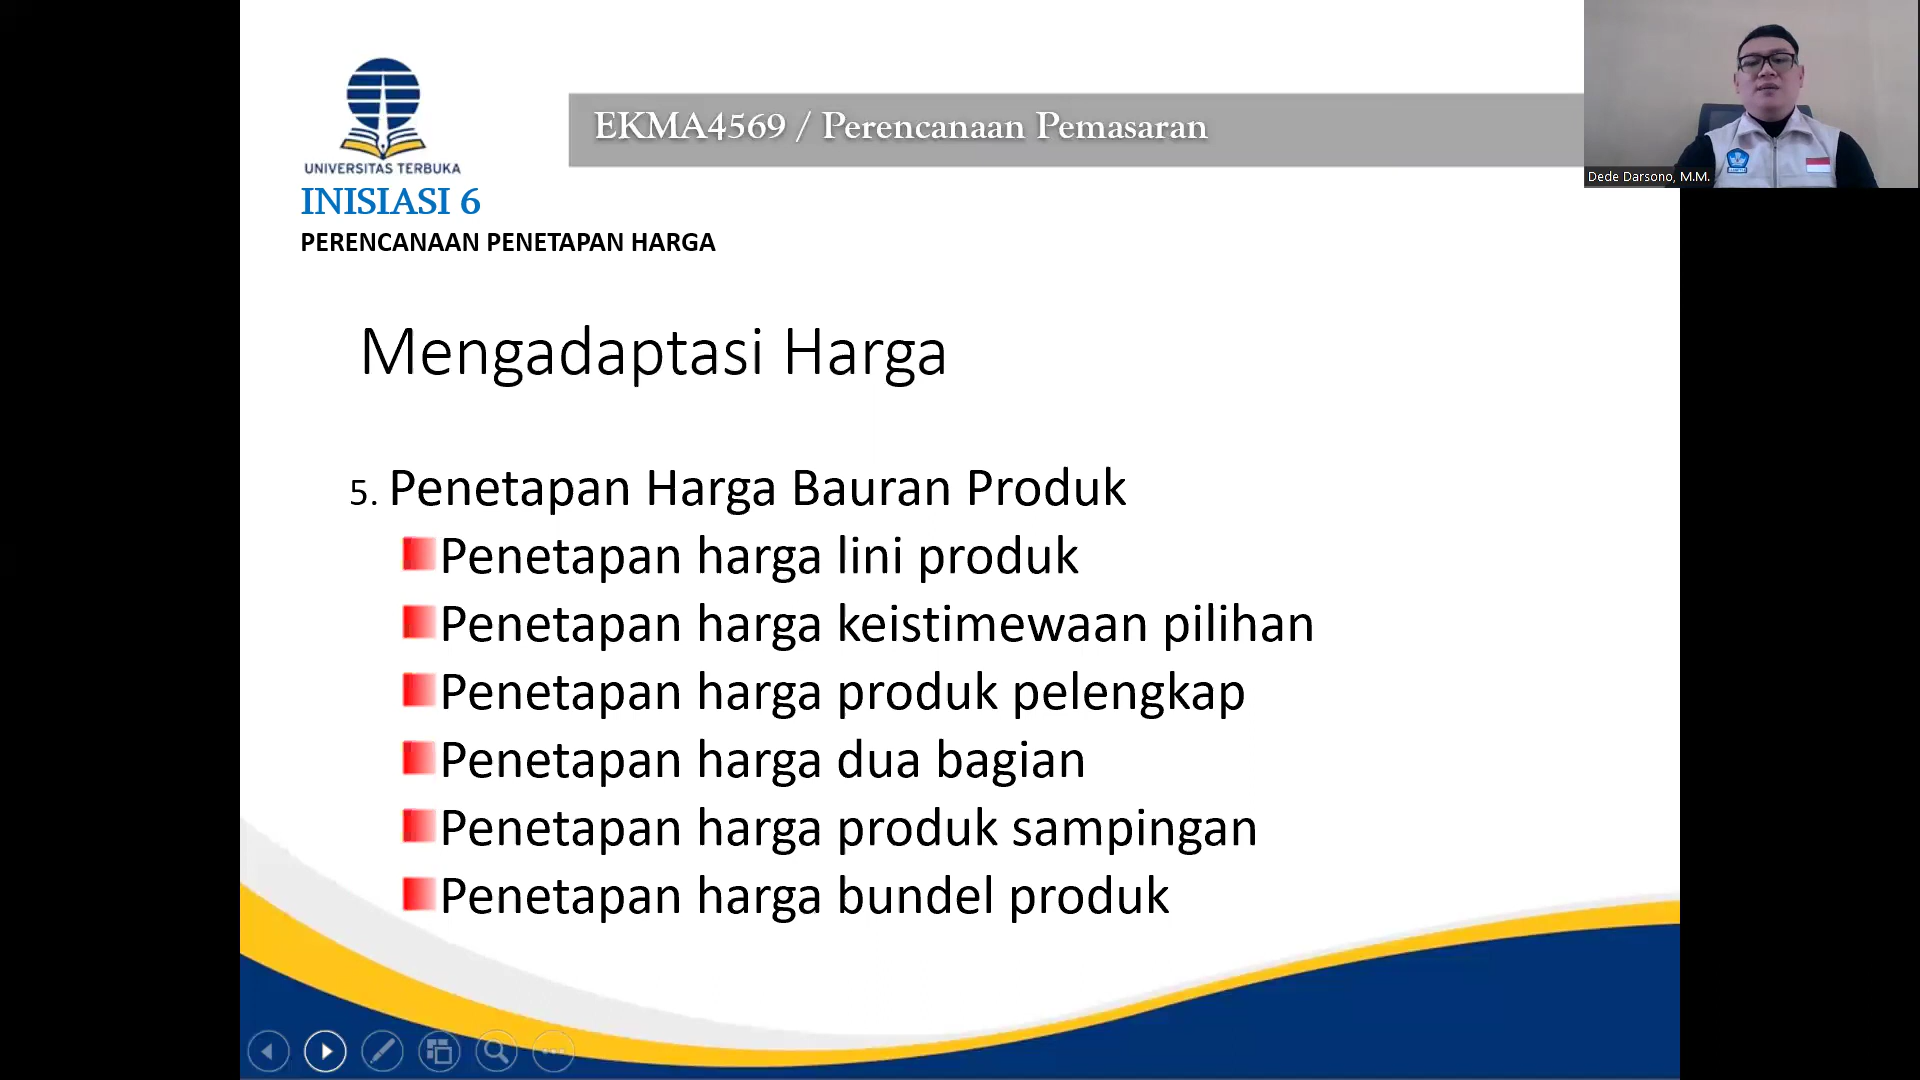 UNIVERSITAS TERBUKA
EKMA4569 / Perencanaan Pemasaran
Dede Darsono, M.M.
INISIASI 6
PERENCANAAN PENETAPAN HARGA
Mengadaptasi Harga
5. Penetapan Harga Bauran Produk
Penetapan harga lini produk
Penetapan harga keistimewaan pilihan
Penetapan harga produk pelengkap
Penetapan harga dua bagian
Penetapan harga produk sampingan
Penetapan harga bundel produk